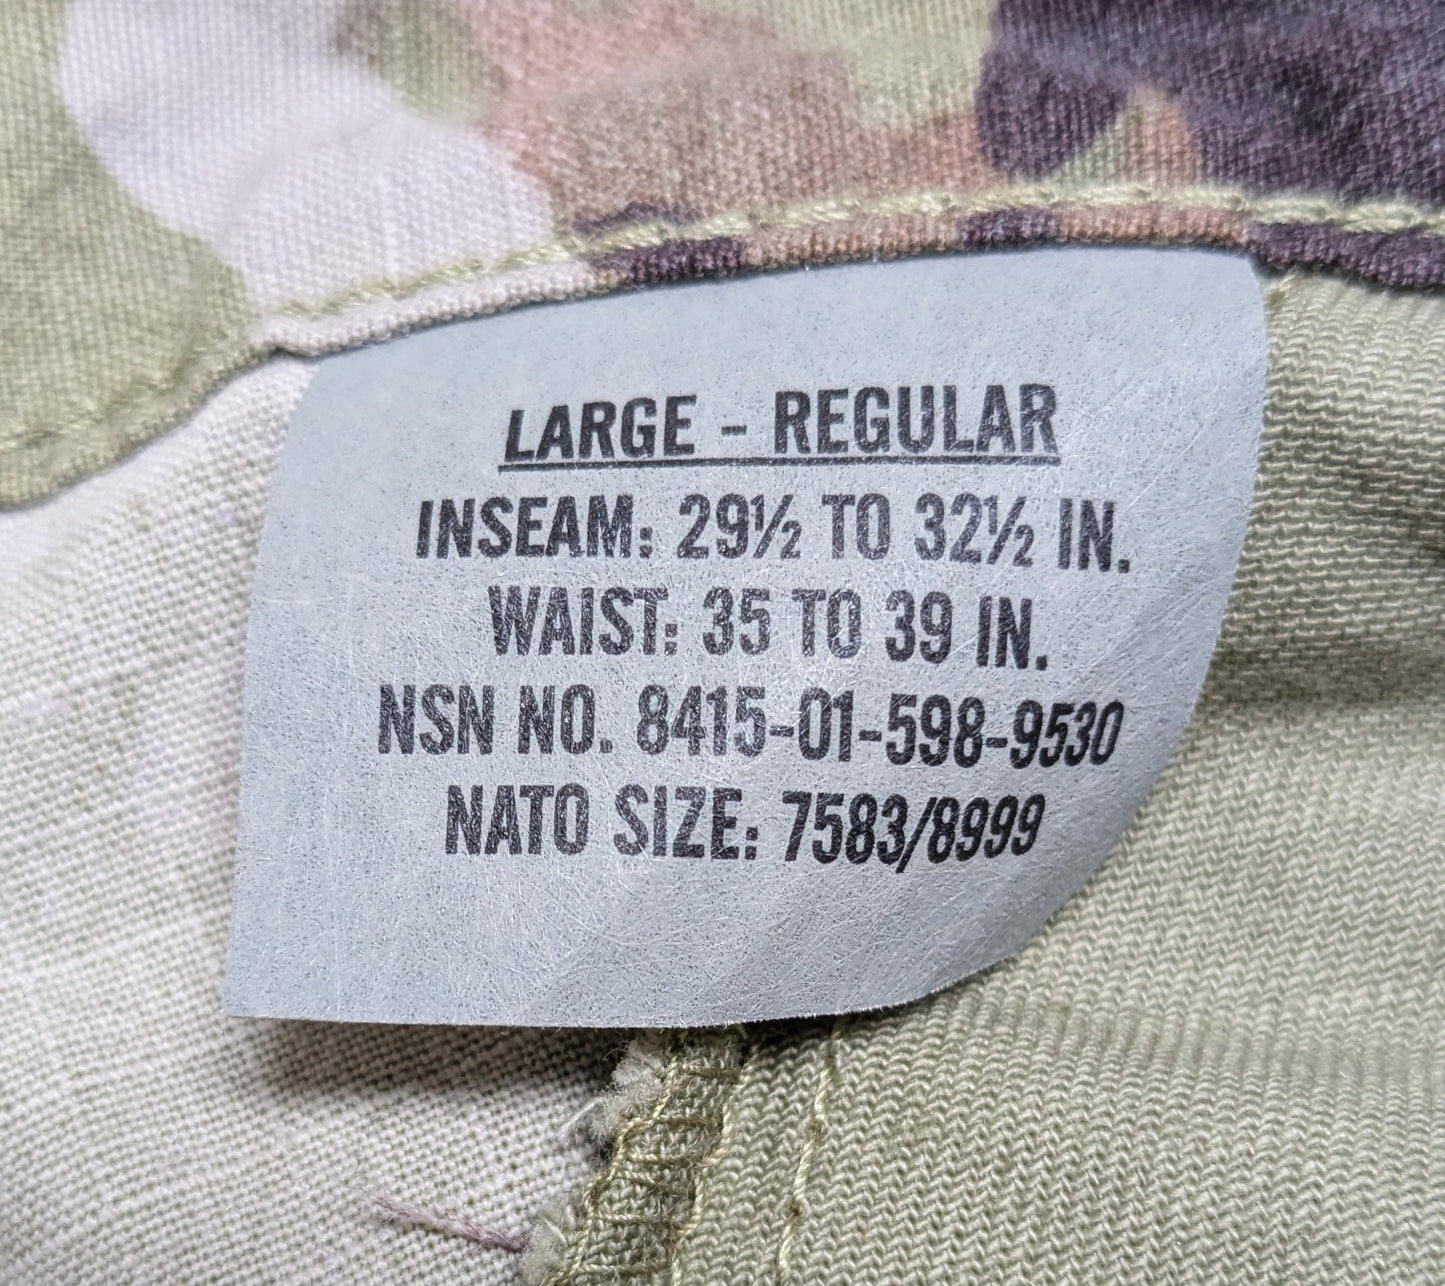 LARGE - REGULAR
INSEAM: 29½ TO 32½ IN.
WAIST: 35 TO 39 IN.
NSN NO. 8415-01-598-9530
NATO SIZE: 7583/8999